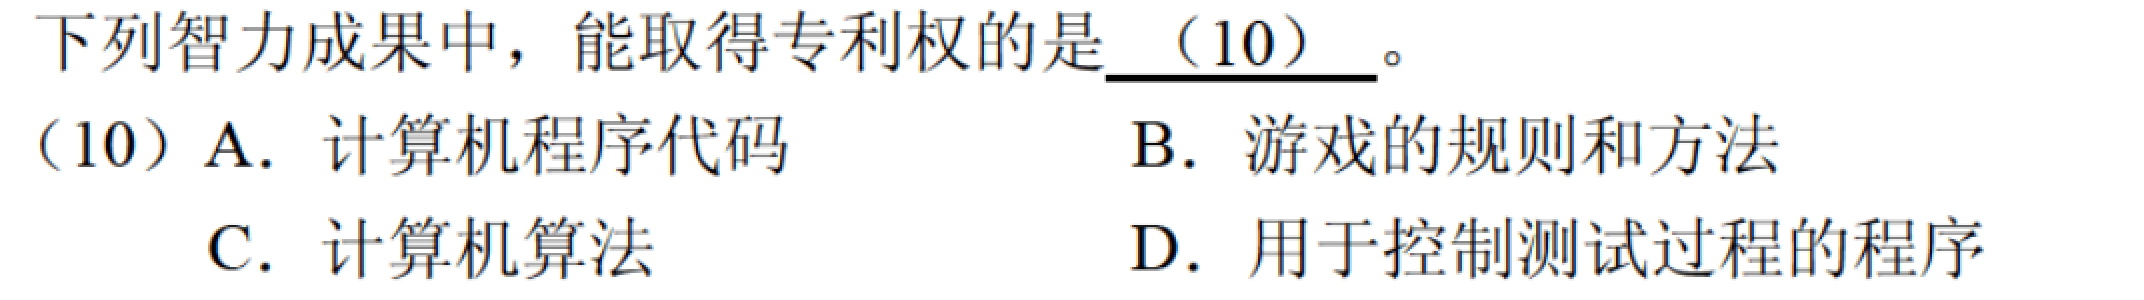 下列智力成果中，能取得专利权的是 （10） 。
（10）A．计算机程序代码 B．游戏的规则和方法
C．计算机算法 D．用于控制测试过程的程序